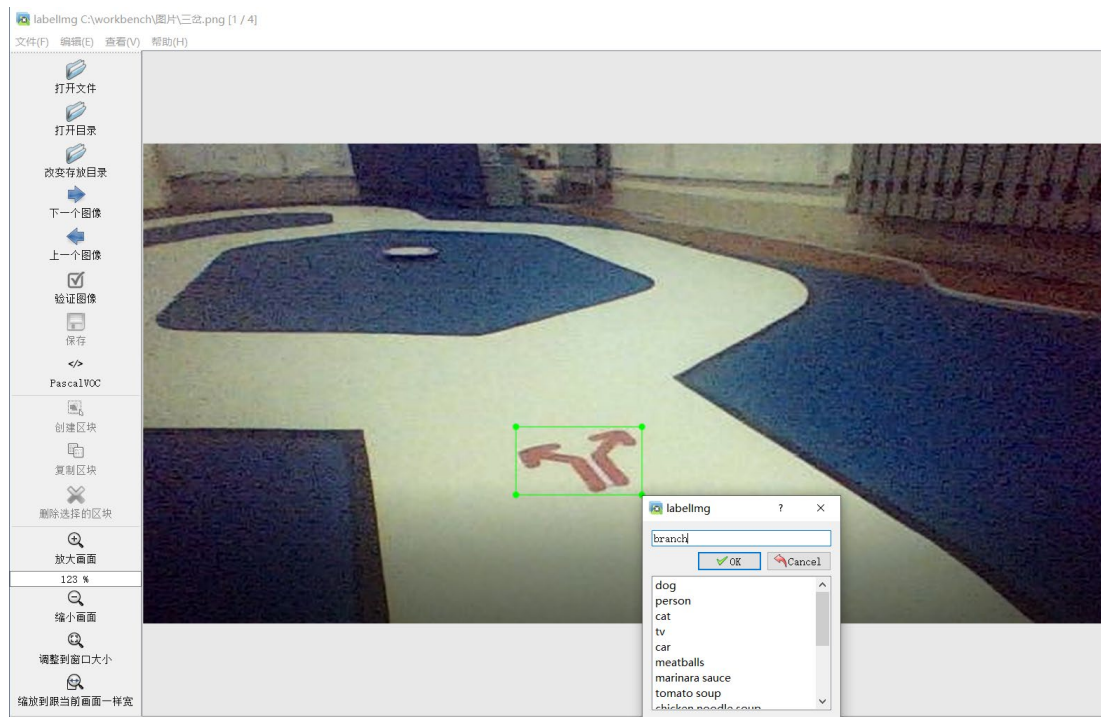 labelImg C:\workbench\图片\三岔.png [1 / 4]
文件(F) 编辑(E) 查看(V) 帮助(H)
打开文件
打开目录
改变存放目录
下一个图像
上一个图像
验证图像
保存
</>
PascalVOC
创建区块
复制区块
删除选择的区块
放大画面
123 %
缩小画面
调整到窗口大小
缩放到跟当前画面一样宽
labelImg ? ×
branch
OK Cancel
dog
person
cat
tv
car
meatballs
marinara sauce
tomato soup
chicken noodle soup